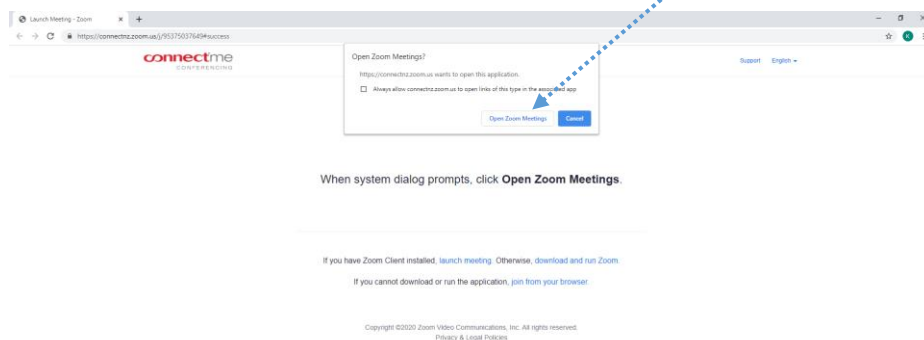 Launch Meeting - Zoom
https://connectnz.zoom.us/j/95375037649#success
connect'me
CONFERENCING
Support English
Open Zoom Meetings?
https://connectnz.zoom.us wants to open this application.
Always allow connectnz.zoom.us to open links of this type in the associated app
Open Zoom Meetings Cancel
When system dialog prompts, click Open Zoom Meetings.
If you have Zoom Client installed, launch meeting. Otherwise, download and run Zoom
If you cannot download or run the application, join from your browser
Copyright ©2020 Zoom Video Communications, Inc. All rights reserved.
Privacy & Legal Policies